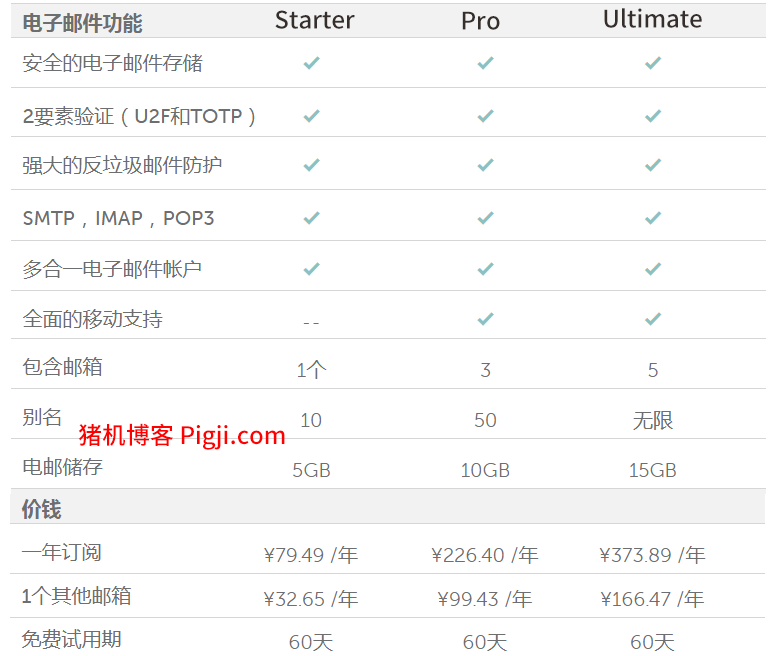 电子邮件功能 Starter Pro Ultimate
安全的电子邮件存储 ✓ ✓ ✓
2要素验证（U2F和TOTP） ✓ ✓ ✓
强大的反垃圾邮件防护 ✓ ✓ ✓
SMTP，IMAP，POP3 ✓ ✓ ✓
多合一电子邮件帐户 ✓ ✓ ✓
全面的移动支持 -- ✓ ✓
包含邮箱 1个 3 5
别名 10 50 无限
猪机博客 Pigji.com
电邮储存 5GB 10GB 15GB
价钱
一年订阅 ¥79.49 /年 ¥226.40 /年 ¥373.89 /年
1个其他邮箱 ¥32.65 /年 ¥99.43 /年 ¥166.47 /年
免费试用期 60天 60天 60天